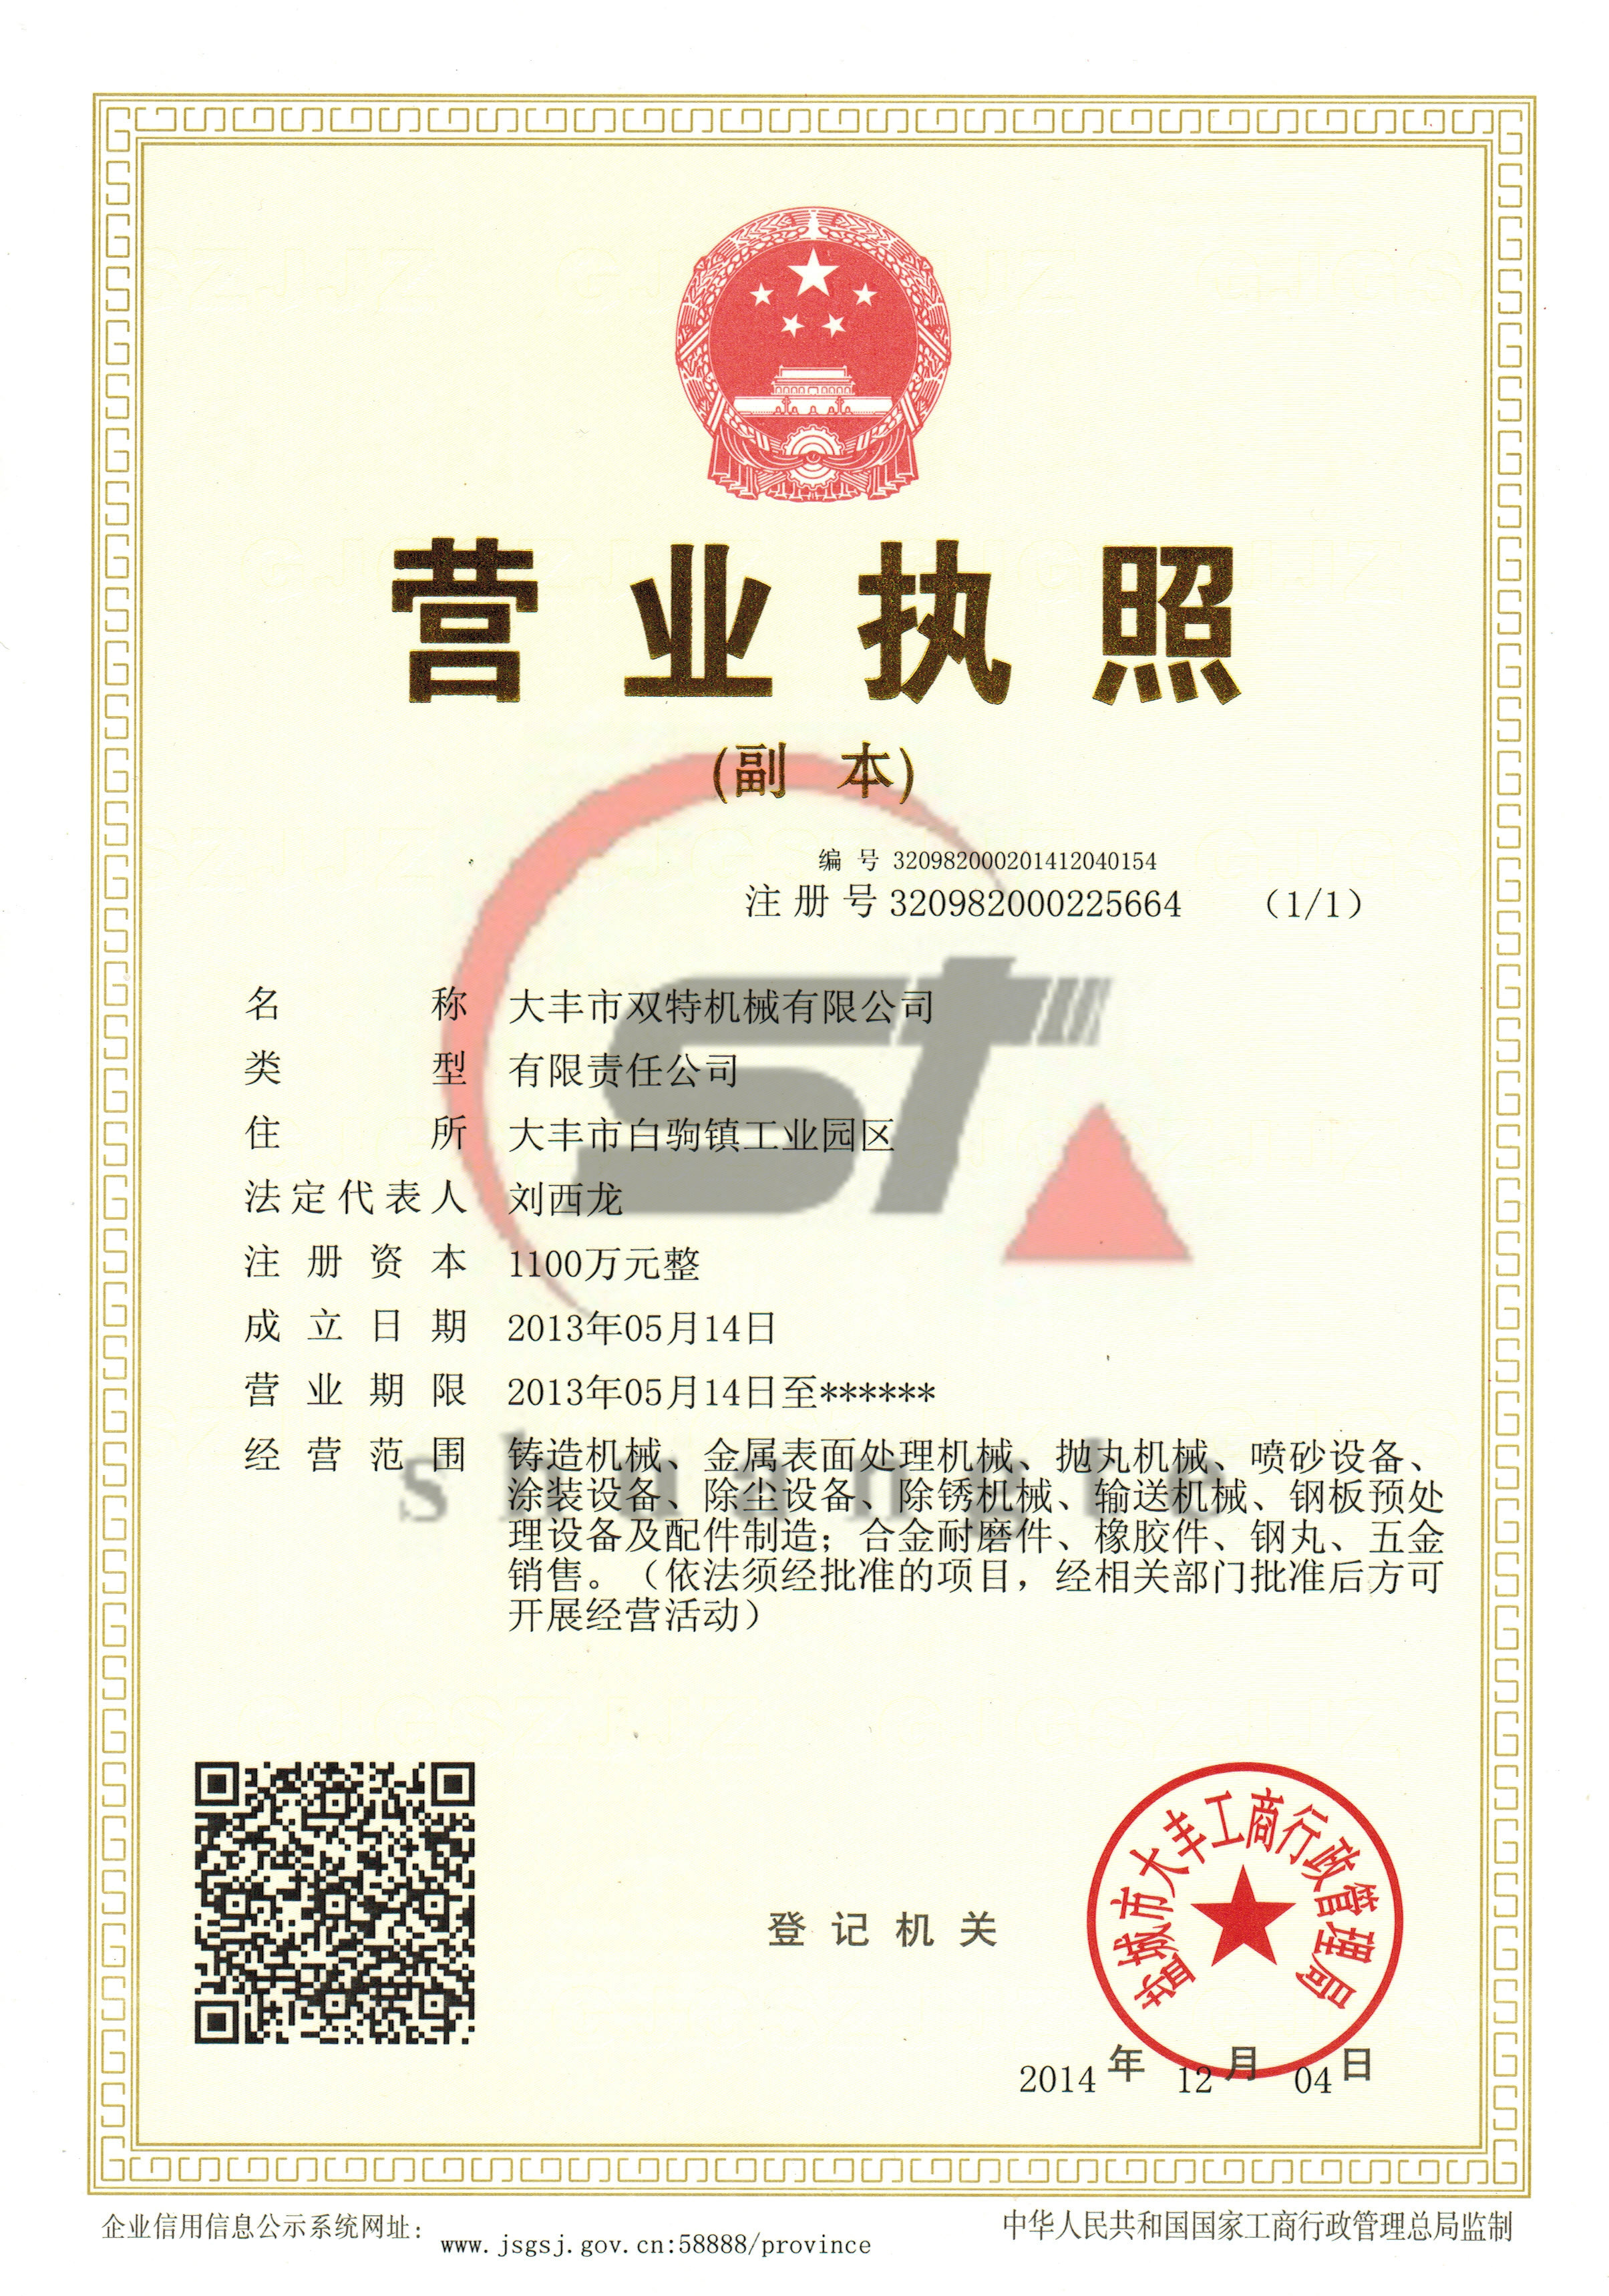 营业执照
(副 本)
编 号 320982000201412040154
注 册 号 320982000225664 （1/1）
名 称 大丰市双特机械有限公司
类 型 有限责任公司
住 所 大丰市白驹镇工业园区
法定代表人 刘西龙
注 册 资 本 1100万元整
成 立 日 期 2013年05月14日
营 业 期 限 2013年05月14日至******
经 营 范 围 铸造机械、金属表面处理机械、抛丸机械、喷砂设备、
涂装设备、除尘设备、除锈机械、输送机械、钢板预处
理设备及配件制造；合金耐磨件、橡胶件、钢丸、五金
销售。（依法须经批准的项目，经相关部门批准后方可
开展经营活动）
st
shuangte
盐城市大丰工商行政管理局
登 记 机 关
2014 年 12 月 04 日
企业信用信息公示系统网址：
www.jsgsj.gov.cn:58888/province
中华人民共和国国家工商行政管理总局监制